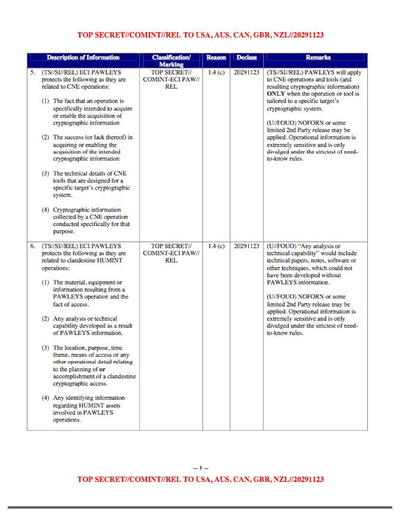 TOP SECRET//COMINT//REL TO USA, AUS, CAN, GBR, NZL//20291123
Description of Information
Classification/
Marking
Reason
Declass
Remarks
5. (TS//SI//REL) ECI PAWLEYS
protects the following as they are
related to CNE operations:
(1) The fact that an operation is
specifically intended to acquire
or enable the acquisition of
cryptographic information
(2) The success (or lack thereof) in
acquiring or enabling the
acquisition of the intended
cryptographic information
(3) The technical details of CNE
tools that are designed for a
specific target's cryptographic
system.
(4) Cryptographic information
collected by a CNE operation
conducted specifically for that
purpose.
TOP SECRET//
COMINT-ECI PAW//
REL
1.4 (c)
20291123
(TS//SI//REL) PAWLEYS will apply
to CNE operations and tools (and
resulting cryptographic information)
ONLY when the operation or tool is
tailored to a specific target's
cryptographic system.
(U//FOUO) NOFORN or some
limited 2nd Party release may be
used. Operational information is
extremely sensitive and is only
divulged under the strictest of need-
to-know rules.
6. (TS//SI//REL) ECI PAWLEYS
protects the following as they are
related to clandestine HUMINT
operations:
(1) The material, equipment or
information resulting from a
PAWLEYS operation and the
fact of access.
(2) Any analysis or technical
capability developed as a result
of PAWLEYS information.
(3) The location, purpose, time
frame, means of access or any
other operational detail relating
to the planning of or
accomplishment of a clandestine
cryptographic access.
(4) Any identifying information
regarding HUMINT assets
involved in PAWLEYS
operations.
TOP SECRET//
COMINT-ECI PAW//
REL
1.4 (c)
20291123
(U//FOUO) "Any analysis or
technical capability" would include
technical papers, notes, software or
other techniques, which could not
have been developed without
PAWLEYS information.
(U//FOUO) NOFORN or some
limited 2nd Party release may be
used. Operational information is
extremely sensitive and is only
divulged under the strictest of need-
to-know rules.
— 3 —
TOP SECRET//COMINT//REL TO USA, AUS, CAN, GBR, NZL//20291123